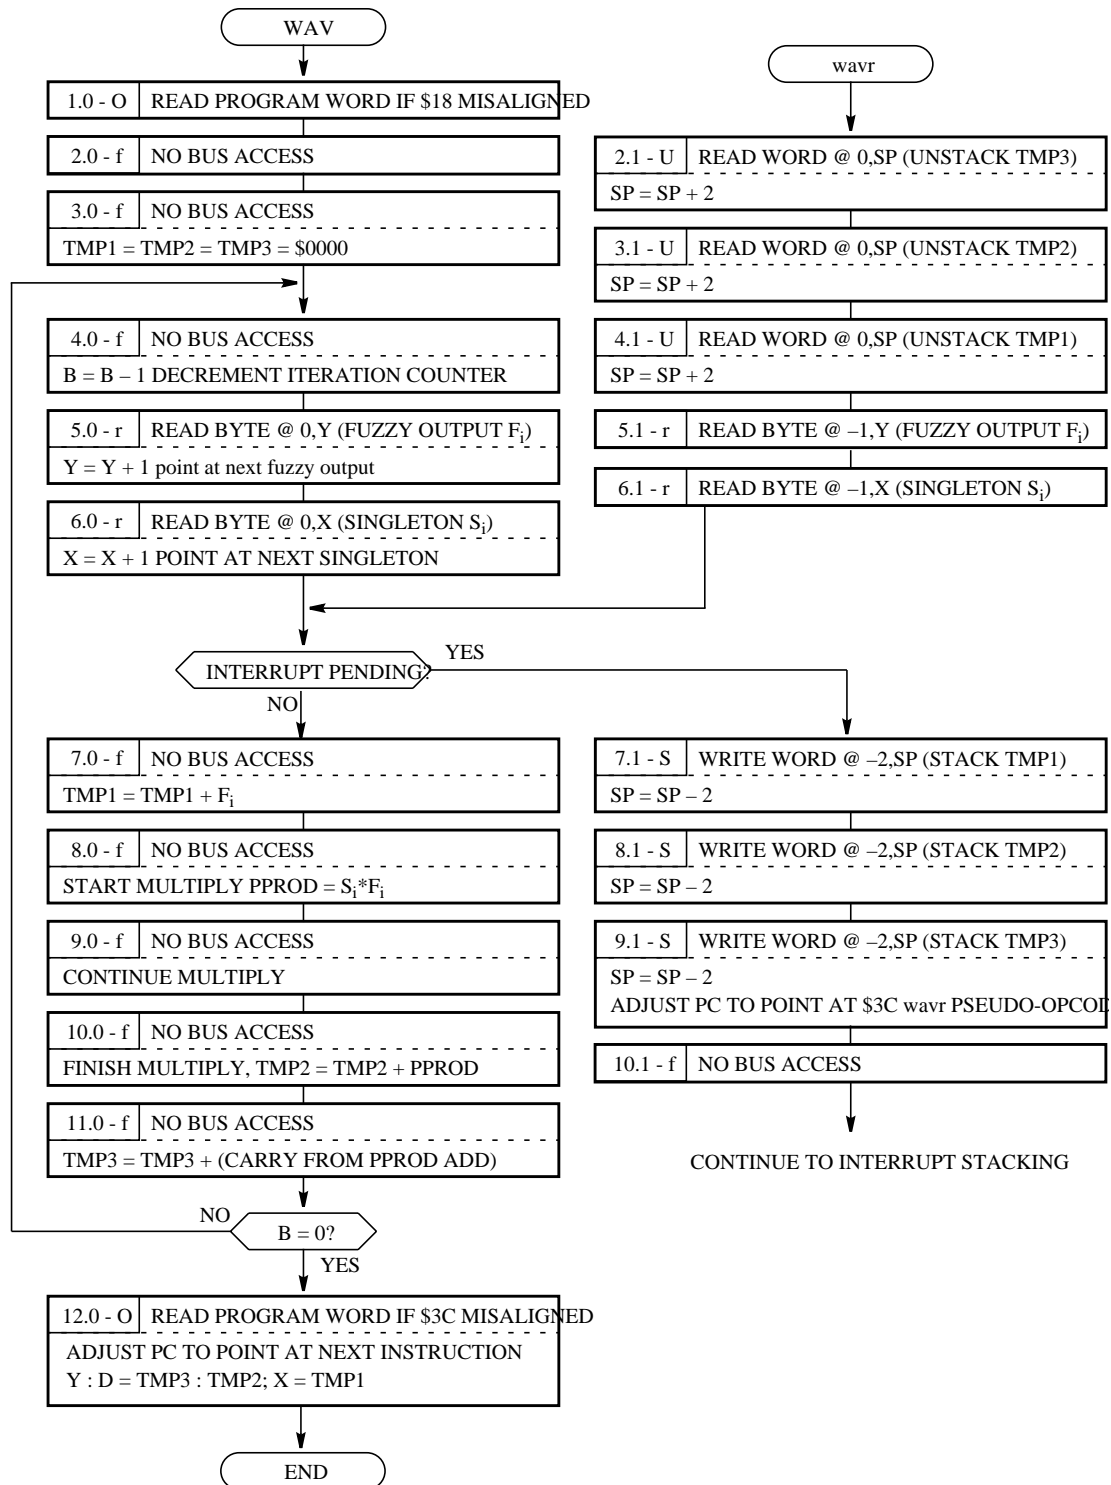 WAV
1.0 - O READ PROGRAM WORD IF $18 MISALIGNED
2.0 - f NO BUS ACCESS
3.0 - f NO BUS ACCESS
TMP1 = TMP2 = TMP3 = $0000
4.0 - f NO BUS ACCESS
B = B – 1 DECREMENT ITERATION COUNTER
5.0 - r READ BYTE @ 0,Y (FUZZY OUTPUT Fi)
Y = Y + 1 point at next fuzzy output
6.0 - r READ BYTE @ 0,X (SINGLETON Si)
X = X + 1 POINT AT NEXT SINGLETON
wavr
2.1 - U READ WORD @ 0,SP (UNSTACK TMP3)
SP = SP + 2
3.1 - U READ WORD @ 0,SP (UNSTACK TMP2)
SP = SP + 2
4.1 - U READ WORD @ 0,SP (UNSTACK TMP1)
SP = SP + 2
5.1 - r READ BYTE @ –1,Y (FUZZY OUTPUT Fi)
6.1 - r READ BYTE @ –1,X (SINGLETON Si)
INTERRUPT PENDING?
YES
NO
7.0 - f NO BUS ACCESS
TMP1 = TMP1 + Fi
8.0 - f NO BUS ACCESS
START MULTIPLY PPROD = Si*Fi
9.0 - f NO BUS ACCESS
CONTINUE MULTIPLY
10.0 - f NO BUS ACCESS
FINISH MULTIPLY, TMP2 = TMP2 + PPROD
11.0 - f NO BUS ACCESS
TMP3 = TMP3 + (CARRY FROM PPROD ADD)
7.1 - S WRITE WORD @ –2,SP (STACK TMP1)
SP = SP – 2
8.1 - S WRITE WORD @ –2,SP (STACK TMP2)
SP = SP – 2
9.1 - S WRITE WORD @ –2,SP (STACK TMP3)
SP = SP – 2
ADJUST PC TO POINT AT $3C wavr PSEUDO-OPCOD
10.1 - f NO BUS ACCESS
CONTINUE TO INTERRUPT STACKING
NO
B = 0?
YES
12.0 - O READ PROGRAM WORD IF $3C MISALIGNED
ADJUST PC TO POINT AT NEXT INSTRUCTION
Y : D = TMP3 : TMP2; X = TMP1
END